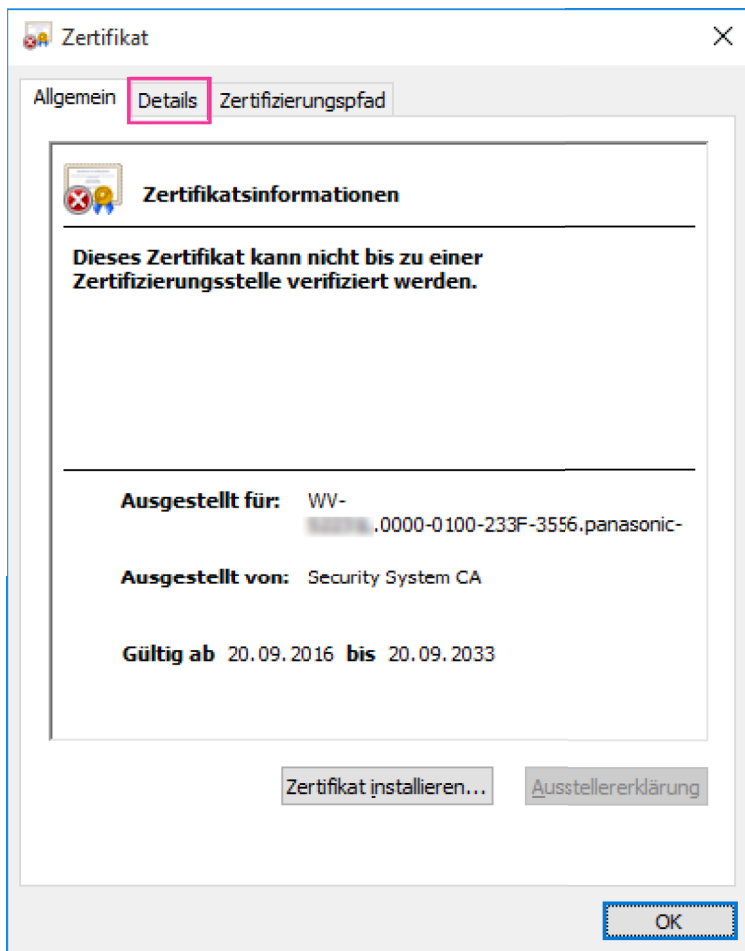 Zertifikat
Allgemein Details Zertifizierungspfad
Zertifikatsinformationen
Dieses Zertifikat kann nicht bis zu einer
Zertifizierungsstelle verifiziert werden.
Ausgestellt für: WV-
.0000-0100-233F-3556.panasonic-
Ausgestellt von: Security System CA
Gültig ab 20.09.2016 bis 20.09.2033
Zertifikat installieren... Ausstellererklärung
OK